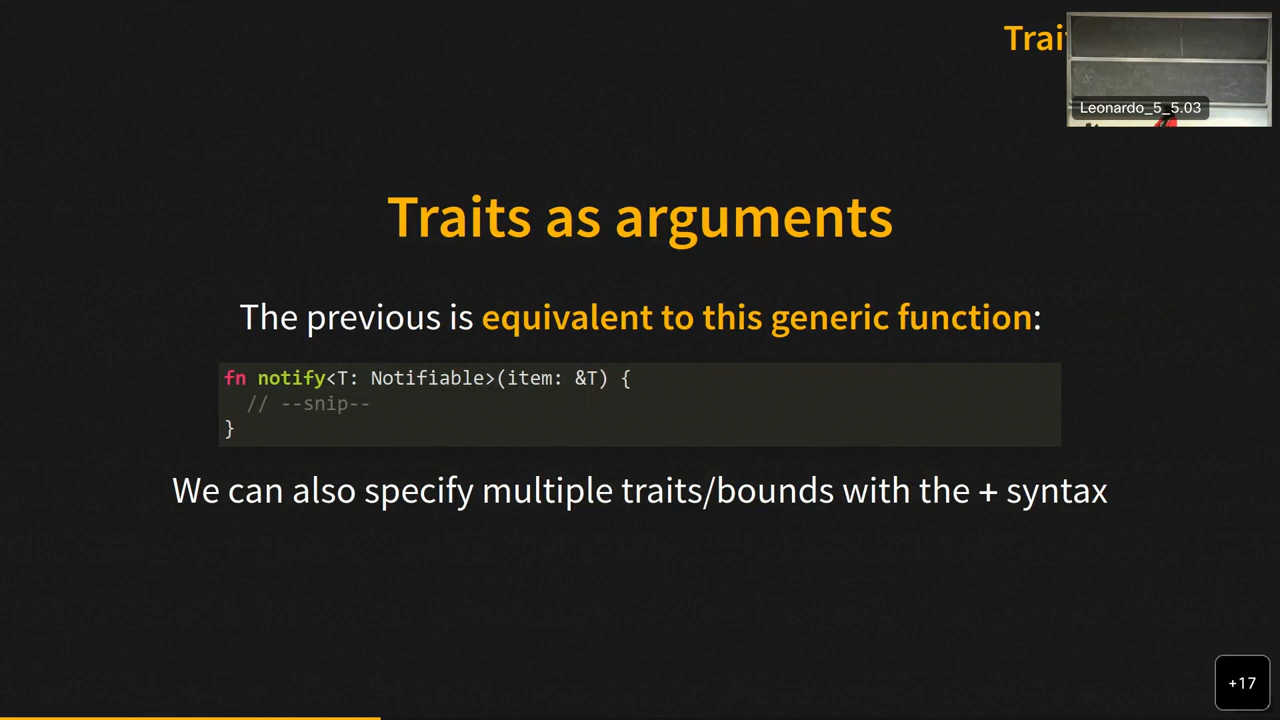 Trai
Leonardo_5_5.03
Traits as arguments
The previous is equivalent to this generic function:
fn notify<T: Notifiable>(item: &T) {
// --snip--
}
We can also specify multiple traits/bounds with the + syntax
+17